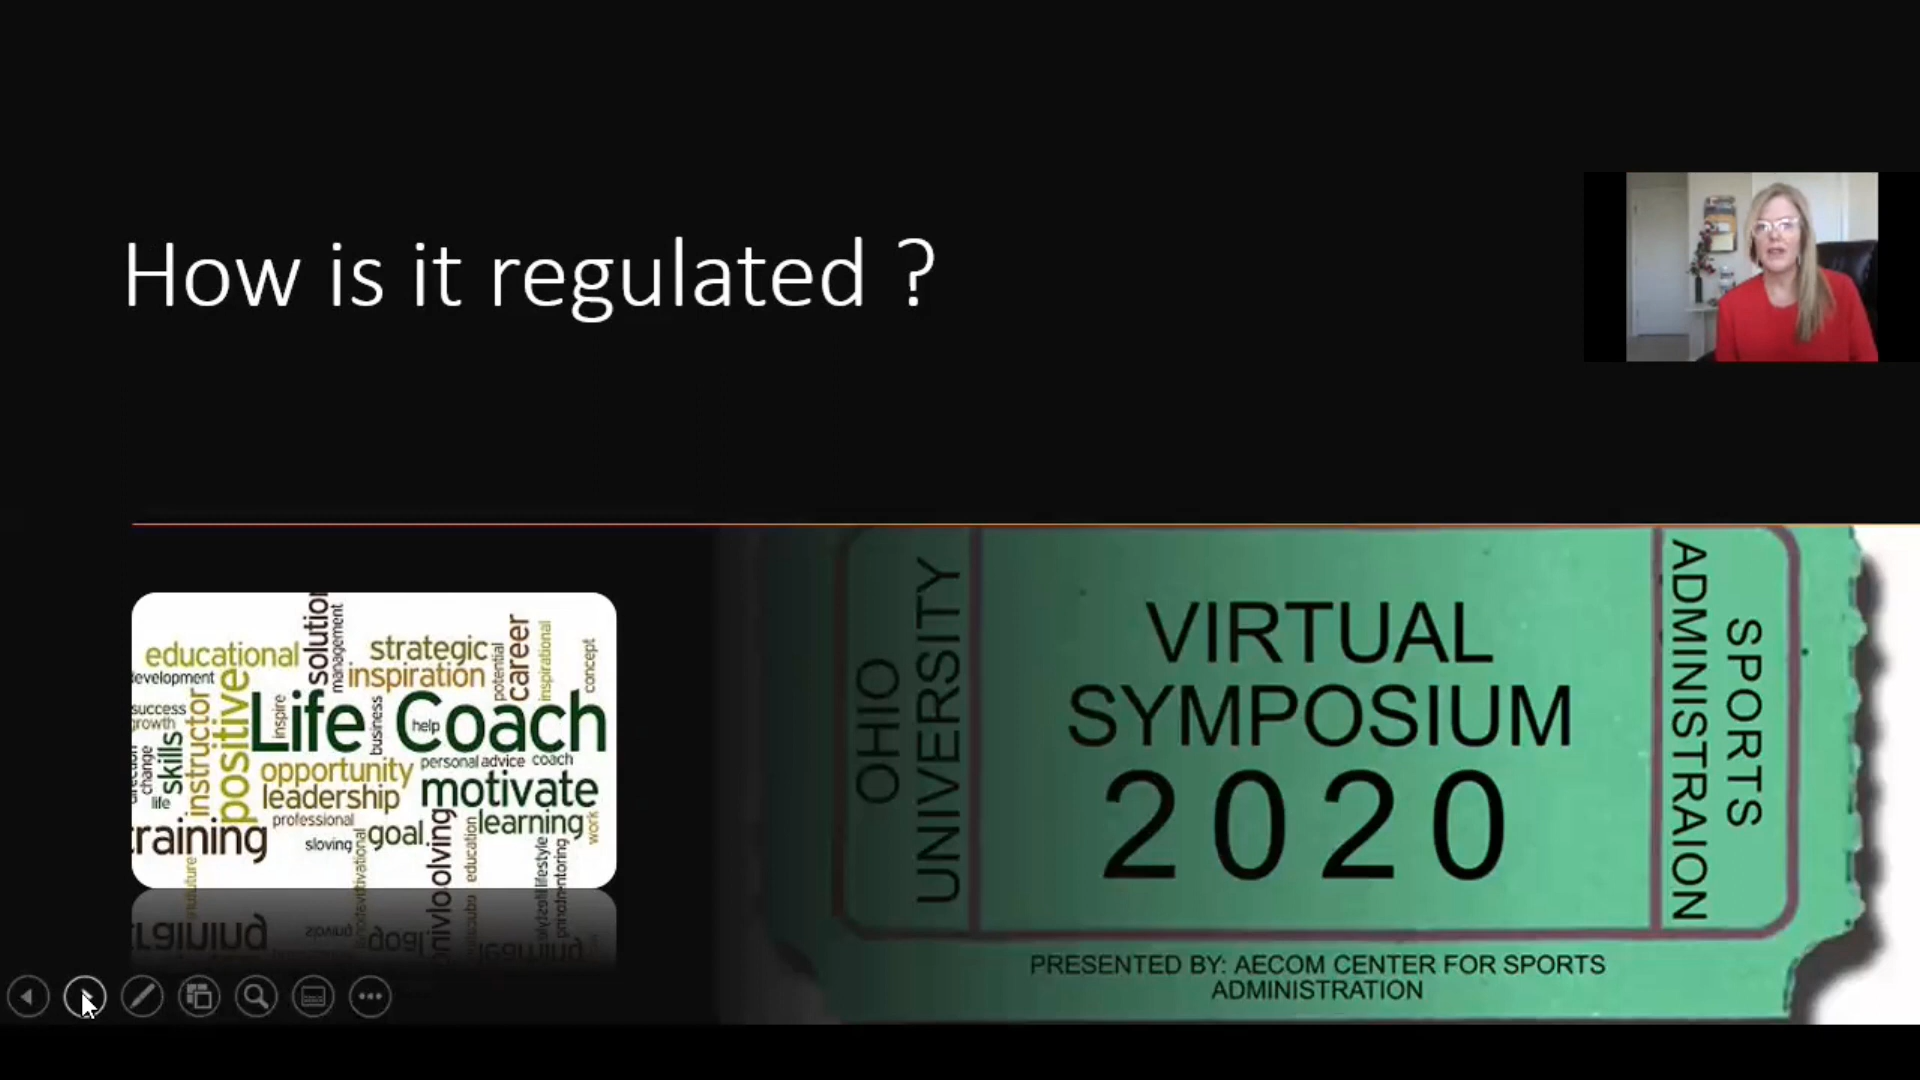 How is it regulated ?
solution
management
educational
strategic
development
inspiration
potential
career
inspirational
concept
success
growth
instructor
positive
inspire
Life Coach
business
help
change
skills
life
opportunity
personal advice coach
leadership
motivate
professional
learning
work
training
sloving
goal
education
lifestyle
mentoring
future
OHIO
UNIVERSITY
VIRTUAL
SYMPOSIUM
2020
SPORTS
ADMINISTRAION
PRESENTED BY: AECOM CENTER FOR SPORTS
ADMINISTRATION